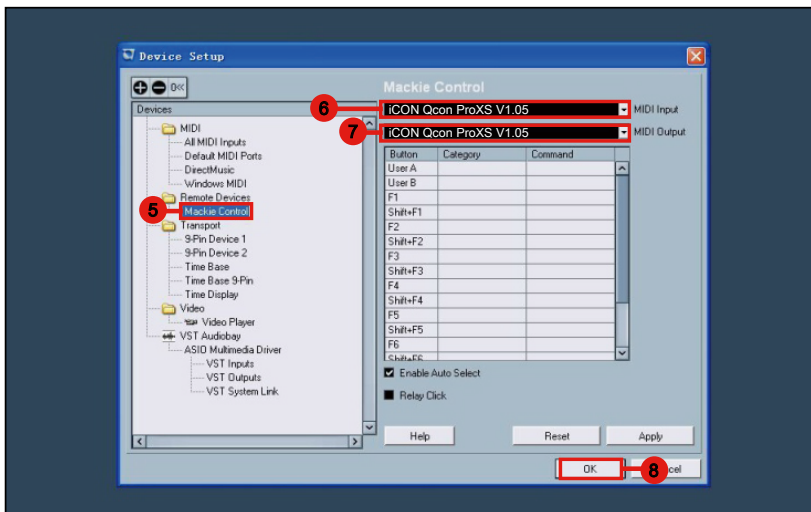 Device Setup
Devices
MIDI
All MIDI Inputs
Default MIDI Ports
DirectMusic
Windows MIDI
Remote Devices
5
Mackie Control
Transport
9-Pin Device 1
9-Pin Device 2
Time Base
Time Base 9-Pin
Time Display
Video
Video Player
VST Audiobay
ASIO Multimedia Driver
VST Inputs
VST Outputs
VST System Link
Mackie Control
6
iCON Qcon ProXS V1.05
MIDI Input
7
iCON Qcon ProXS V1.05
MIDI Output
Button Category Command
User A
User B
F1
Shift+F1
F2
Shift+F2
F3
Shift+F3
F4
Shift+F4
F5
Shift+F5
F6
Shift+F6
Enable Auto Select
Relay Click
Help Reset Apply
OK 8 cel